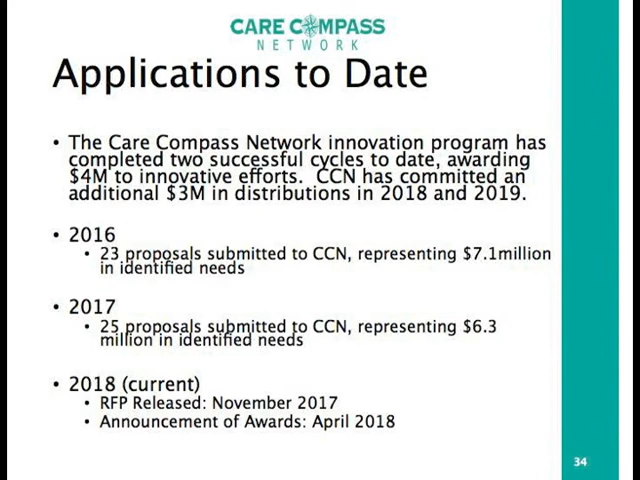 CARE COMPASS
NETWORK
Applications to Date
• The Care Compass Network innovation program has
completed two successful cycles to date, awarding
$4M to innovative efforts. CCN has committed an
additional $3M in distributions in 2018 and 2019.
• 2016
• 23 proposals submitted to CCN, representing $7.1million
in identified needs
• 2017
• 25 proposals submitted to CCN, representing $6.3
million in identified needs
• 2018 (current)
• RFP Released: November 2017
• Announcement of Awards: April 2018
34